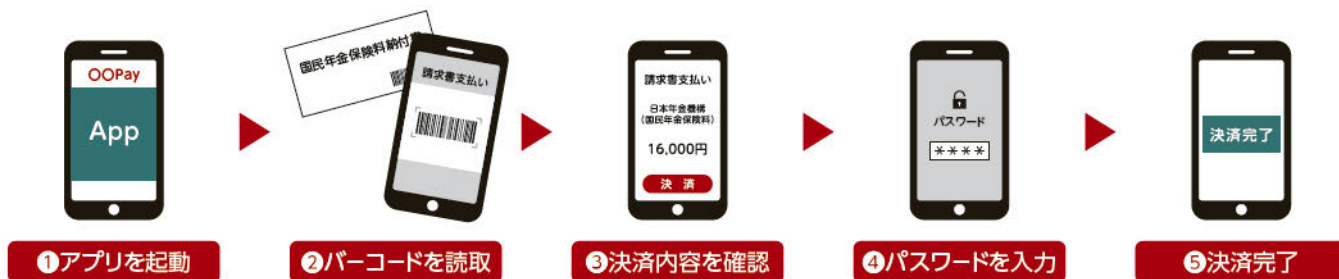 OOPay
App
国民年金保険料納付
請求書支払い
請求書支払い
日本年金機構
(国民年金保険料)
16,000円
決 済
パスワード
****
決済完了
❶アプリを起動
❷バーコードを読取
❸決済内容を確認
❹パスワードを入力
❺決済完了